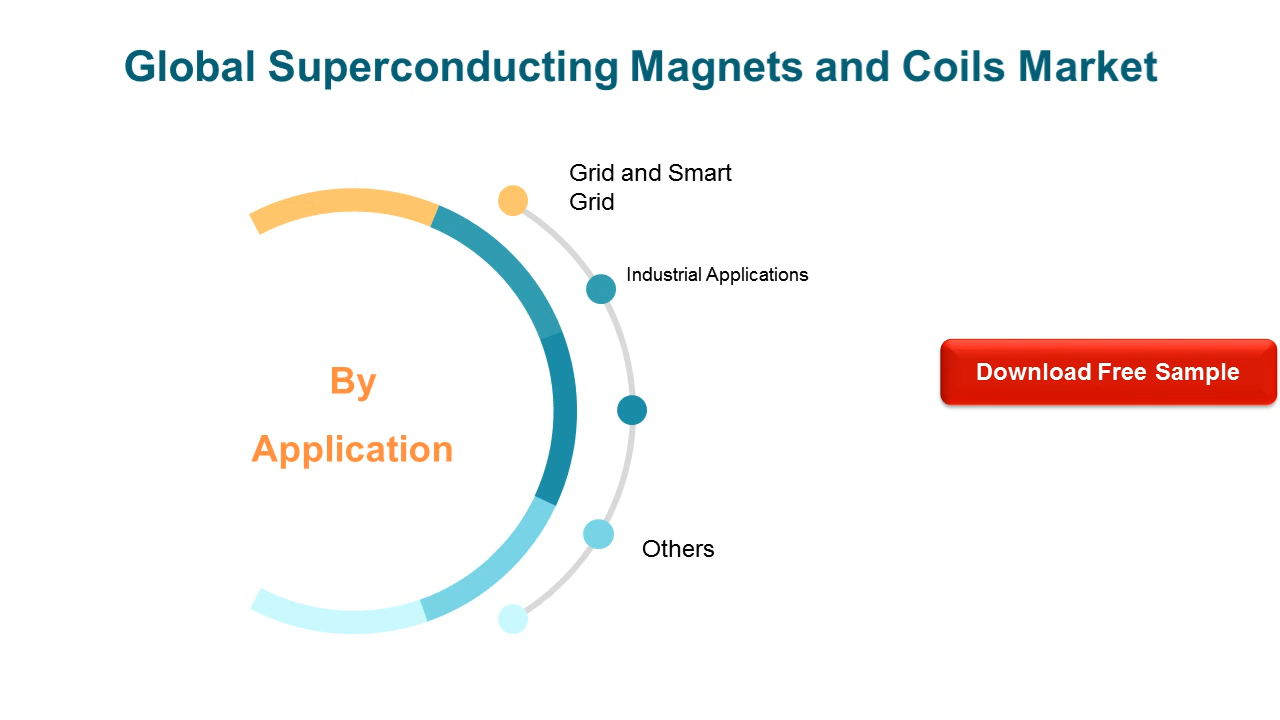 Global Superconducting Magnets and Coils Market
Grid and Smart
Grid
Industrial Applications
Download Free Sample
By
Application
Others